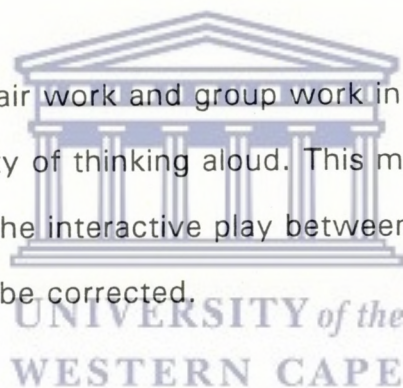 air work and group work in
y of thinking aloud. This m
he interactive play between
be corrected.
UNIVERSITY of the
WESTERN CAPE